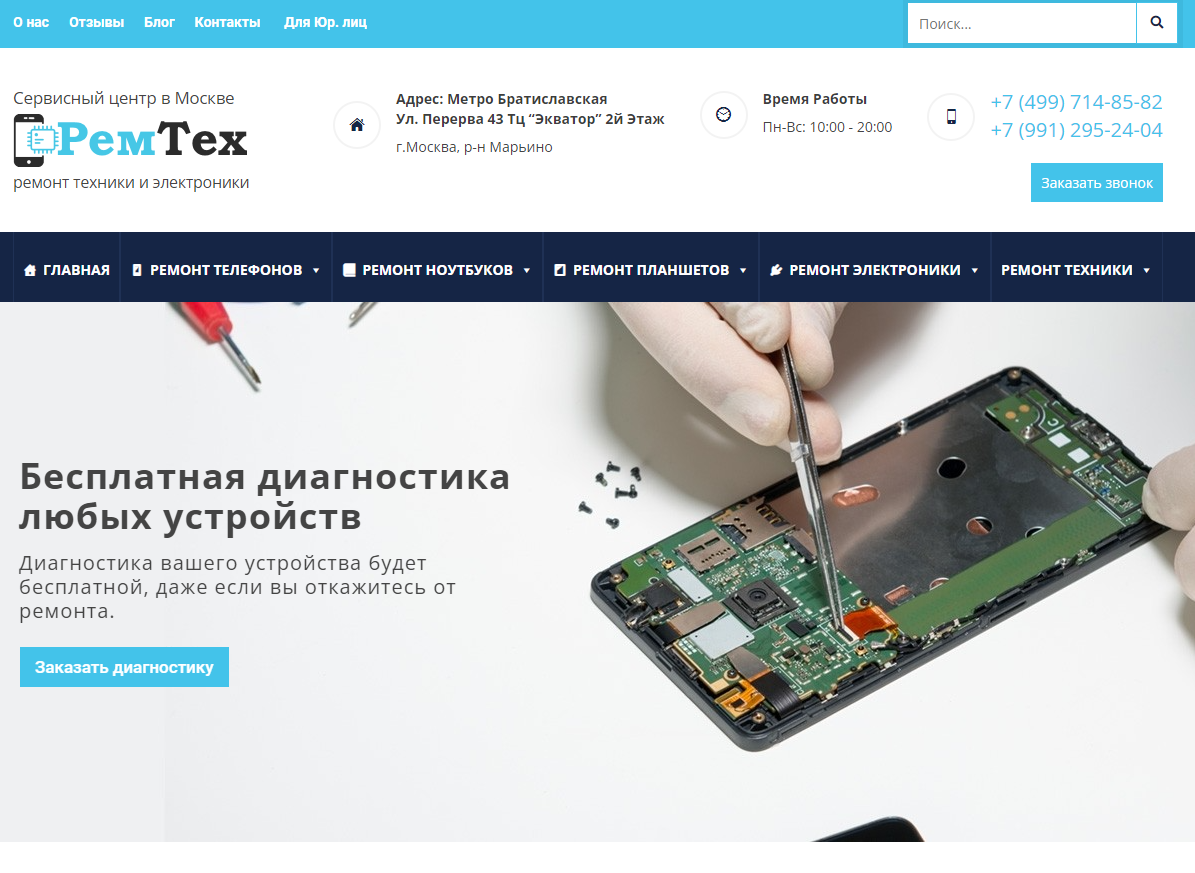 О нас Отзывы Блог Контакты Для Юр. лиц
Поиск...
Сервисный центр в Москве
РемТех
ремонт техники и электроники
Адрес: Метро Братиславская
Ул. Перерва 43 Тц “Экватор” 2й Этаж
г.Москва, р-н Марьино
Время Работы
Пн-Вс: 10:00 - 20:00
+7 (499) 714-85-82
+7 (991) 295-24-04
Заказать звонок
ГЛАВНАЯ РЕМОНТ ТЕЛЕФОНОВ РЕМОНТ НОУТБУКОВ РЕМОНТ ПЛАНШЕТОВ РЕМОНТ ЭЛЕКТРОНИКИ РЕМОНТ ТЕХНИКИ
Бесплатная диагностика
любых устройств
Диагностика вашего устройства будет
бесплатной, даже если вы откажитесь от
ремонта.
Заказать диагностику